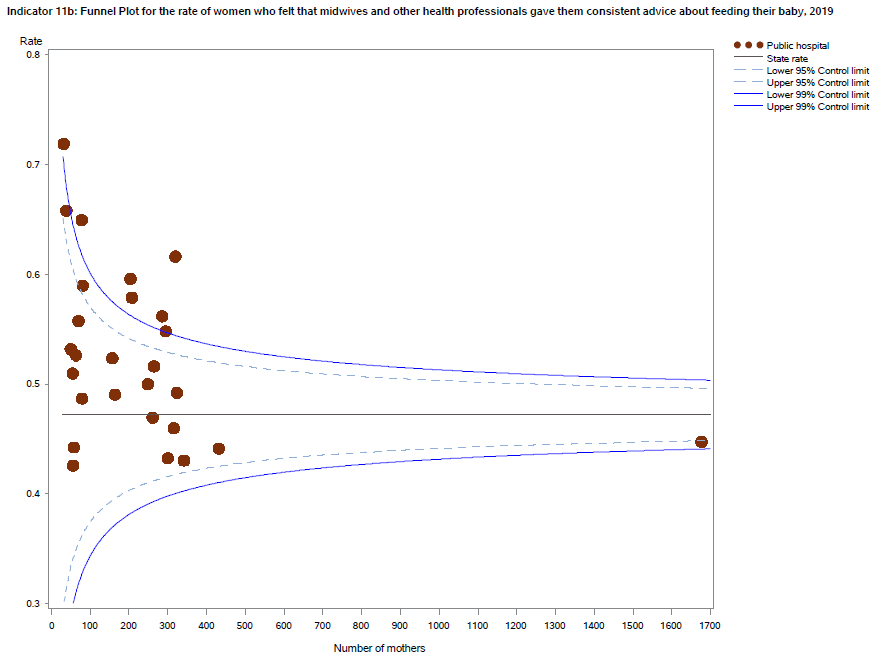 Indicator 11b: Funnel Plot for the rate of women who felt that midwives and other health professionals gave them consistent advice about feeding their baby, 2019
Rate
0.8
0.7
0.6
0.5
0.4
0.3
0 100 200 300 400 500 600 700 800 900 1000 1100 1200 1300 1400 1500 1600 1700
Number of mothers
Public hospital
State rate
Lower 95% Control limit
Upper 95% Control limit
Lower 99% Control limit
Upper 99% Control limit